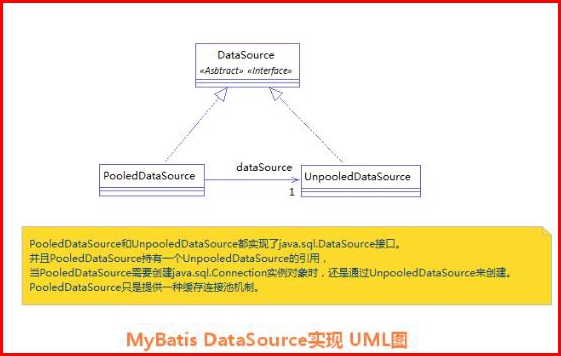 DataSource
«Asbtract» «Interface»
dataSource
PooledDataSource
UnpooledDataSource
1
PooledDataSource和UnpooledDataSource都实现了java.sql.DataSource接口。
并且PooledDataSource持有一个UnpooledDataSource的引用，
当PooledDataSource需要创建java.sql.Connection实例对象时，还是通过UnpooledDataSource来创建。
PooledDataSource只是提供一种缓存连接池机制。
MyBatis DataSource实现 UML图